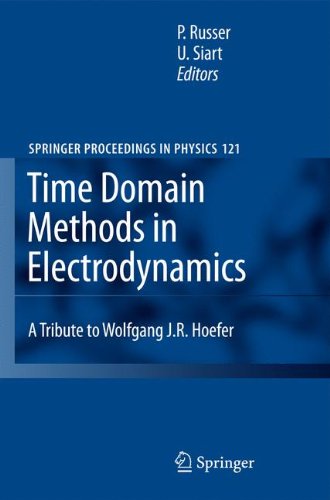 P. Russer
U. Siart
Editors
SPRINGER PROCEEDINGS IN PHYSICS 121
Time Domain
Methods in
Electrodynamics
A Tribute to Wolfgang J.R. Hoefer
Springer